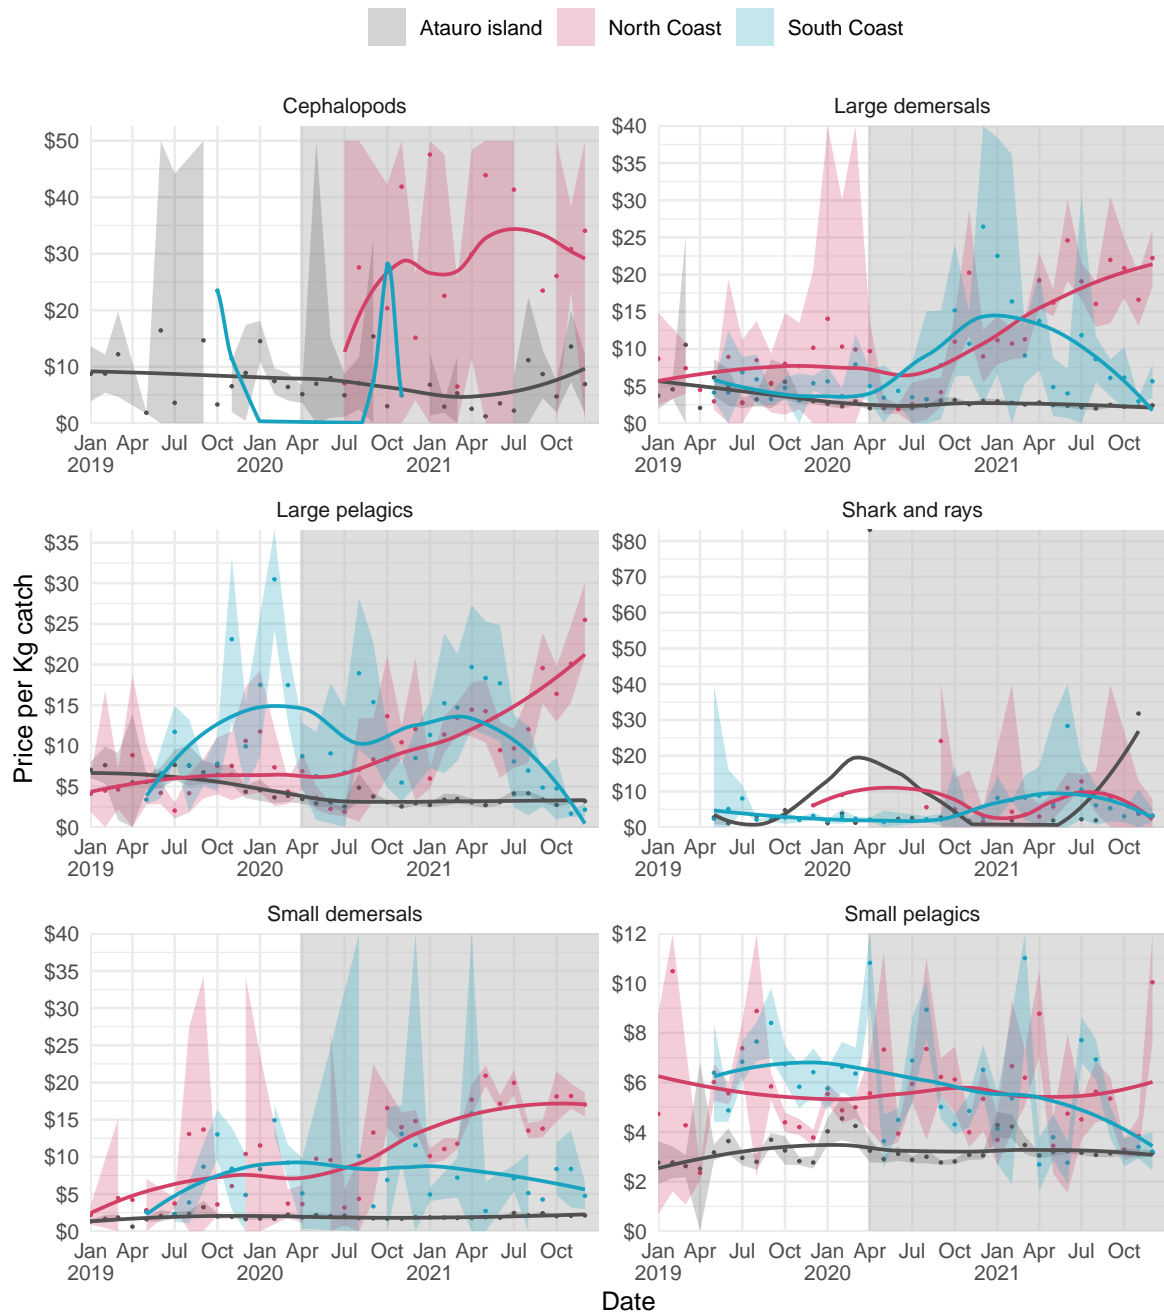 Atauro island North Coast South Coast
Cephalopods Large demersals
$50 $40 $30 $20 $10 $0
$40 $35 $30 $25 $20 $15 $10 $5 $0
Jan Apr Jul Oct Jan Apr Jul Oct Jan Apr Jul Oct
2019 2020 2021
Jan Apr Jul Oct Jan Apr Jul Oct Jan Apr Jul Oct
2019 2020 2021
Large pelagics Shark and rays
$35 $30 $25 $20 $15 $10 $5 $0
$80 $70 $60 $50 $40 $30 $20 $10 $0
Jan Apr Jul Oct Jan Apr Jul Oct Jan Apr Jul Oct
2019 2020 2021
Jan Apr Jul Oct Jan Apr Jul Oct Jan Apr Jul Oct
2019 2020 2021
Price per Kg catch
Small demersals Small pelagics
$40 $35 $30 $25 $20 $15 $10 $5 $0
$12 $10 $8 $6 $4 $2 $0
Jan Apr Jul Oct Jan Apr Jul Oct Jan Apr Jul Oct
2019 2020 2021
Jan Apr Jul Oct Jan Apr Jul Oct Jan Apr Jul Oct
2019 2020 2021
Date